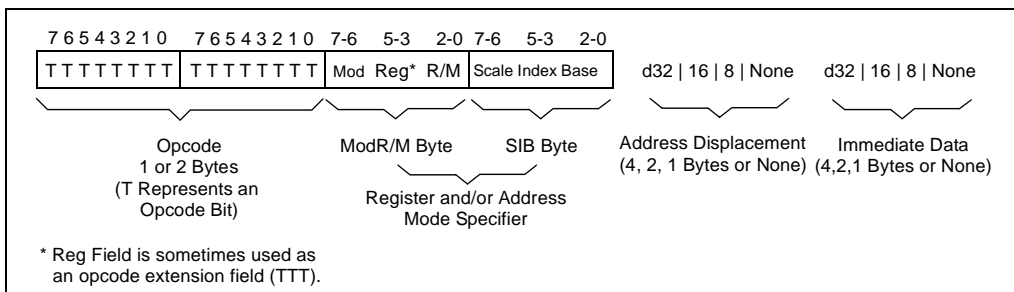 7 6 5 4 3 2 1 0 7 6 5 4 3 2 1 0 7-6 5-3 2-0 7-6 5-3 2-0
T T T T T T T T T T T T T T T T Mod Reg* R/M Scale Index Base d32 | 16 | 8 | None d32 | 16 | 8 | None
Opcode
1 or 2 Bytes
(T Represents an
Opcode Bit)
ModR/M Byte
SIB Byte
Register and/or Address
Mode Specifier
Address Displacement
(4, 2, 1 Bytes or None)
Immediate Data
(4,2,1 Bytes or None)
* Reg Field is sometimes used as
an opcode extension field (TTT).